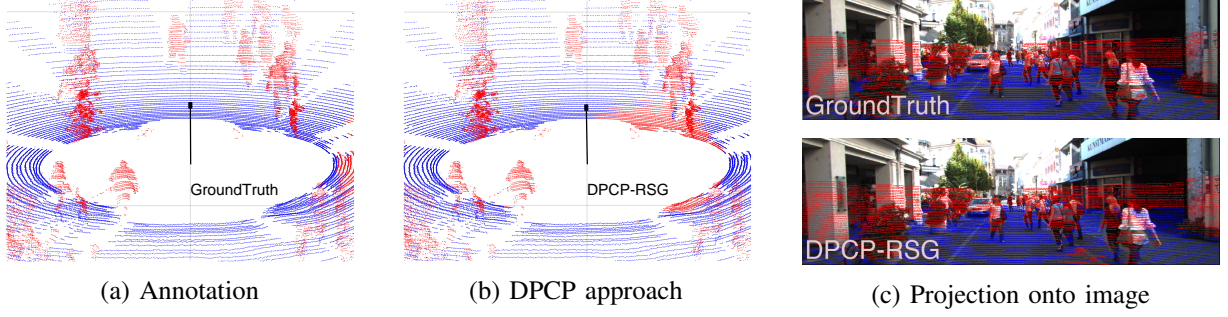 GroundTruth
DPCP-RSG
GroundTruth
DPCP-RSG
(a) Annotation
(b) DPCP approach
(c) Projection onto image